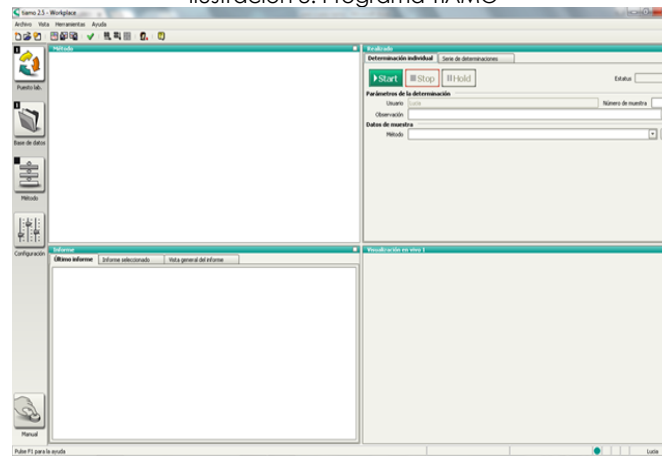 Ilustración 3. Programa TIAMO
tiamo 2.3 - Workplace
Archivo Vista Herramientas Ayuda
Puesto lab.
Base de datos
Método
Configuración
Manual
Método
Realizado
Determinación individual Serie de determinaciones
Start Stop Hold
Estatus
Parámetros de la determinación
Usuario Lucia
Número de muestra
Observación
Datos de muestra
Método
Informe
Último informe Informe seleccionado Vista general del informe
Visualización en vivo 1
Pulse F1 para la ayuda
Lucia